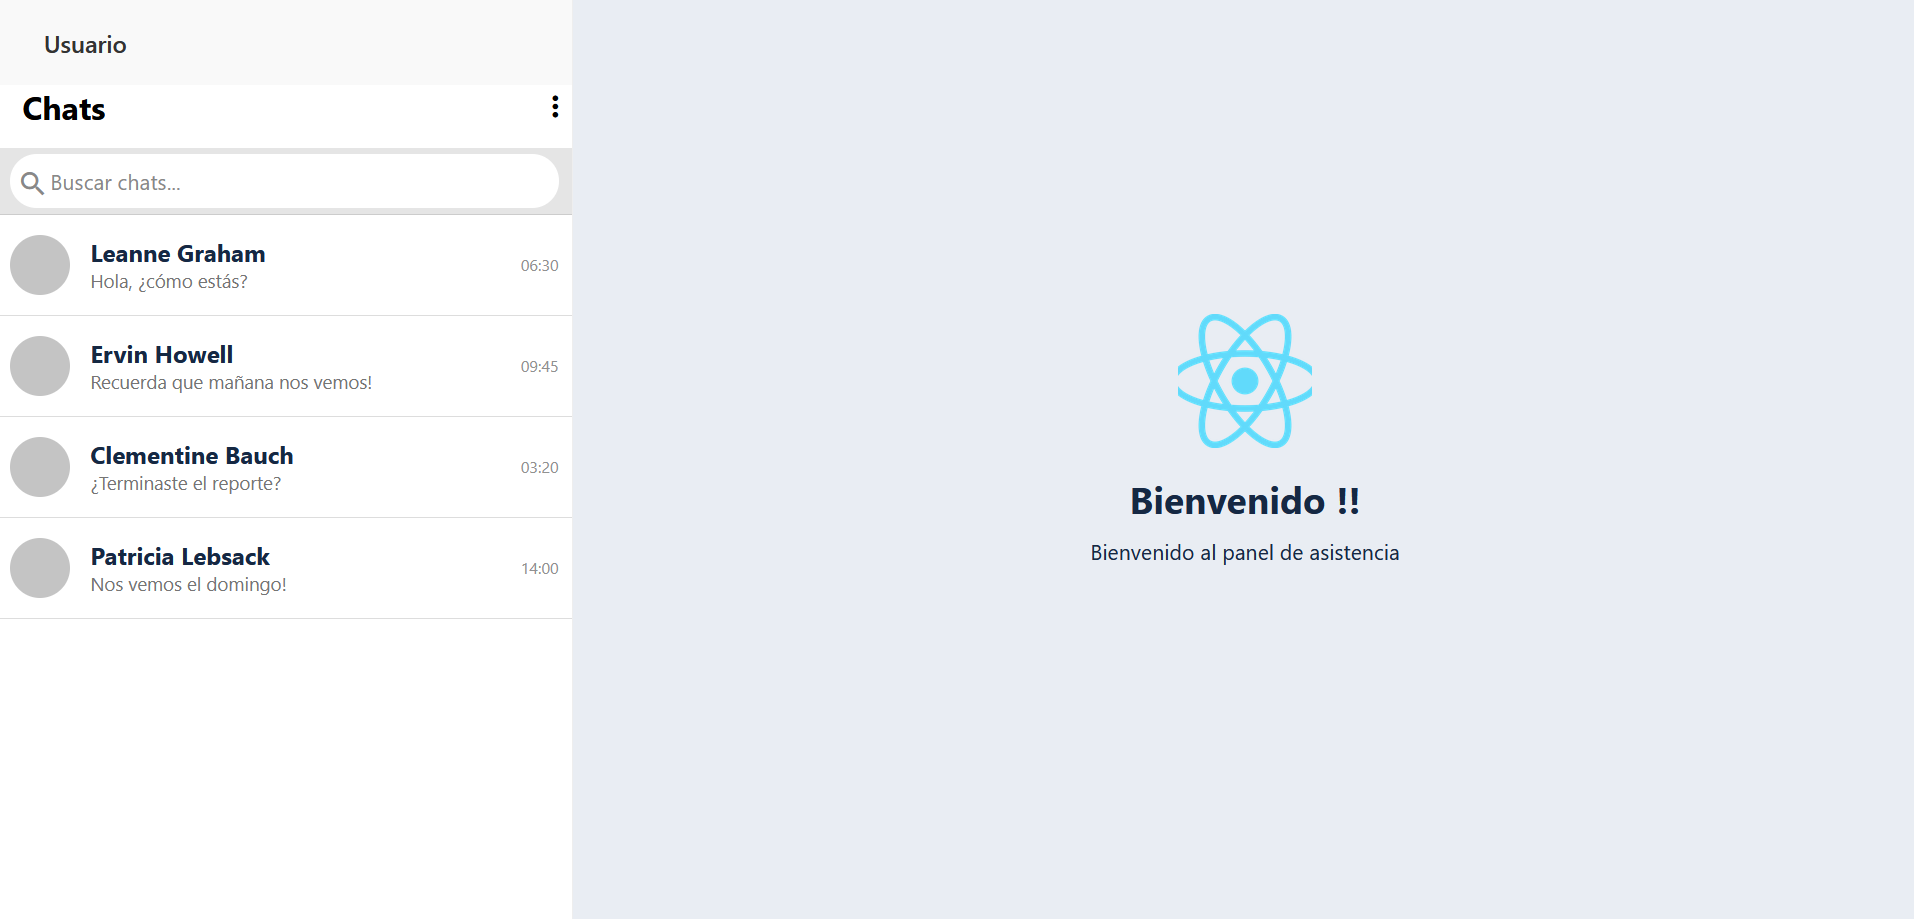 Usuario
Chats
Buscar chats...
Leanne Graham
Hola, ¿cómo estás?
06:30
Ervin Howell
Recuerda que mañana nos vemos!
09:45
Clementine Bauch
¿Terminaste el reporte?
03:20
Patricia Lebsack
Nos vemos el domingo!
14:00
Bienvenido !!
Bienvenido al panel de asistencia